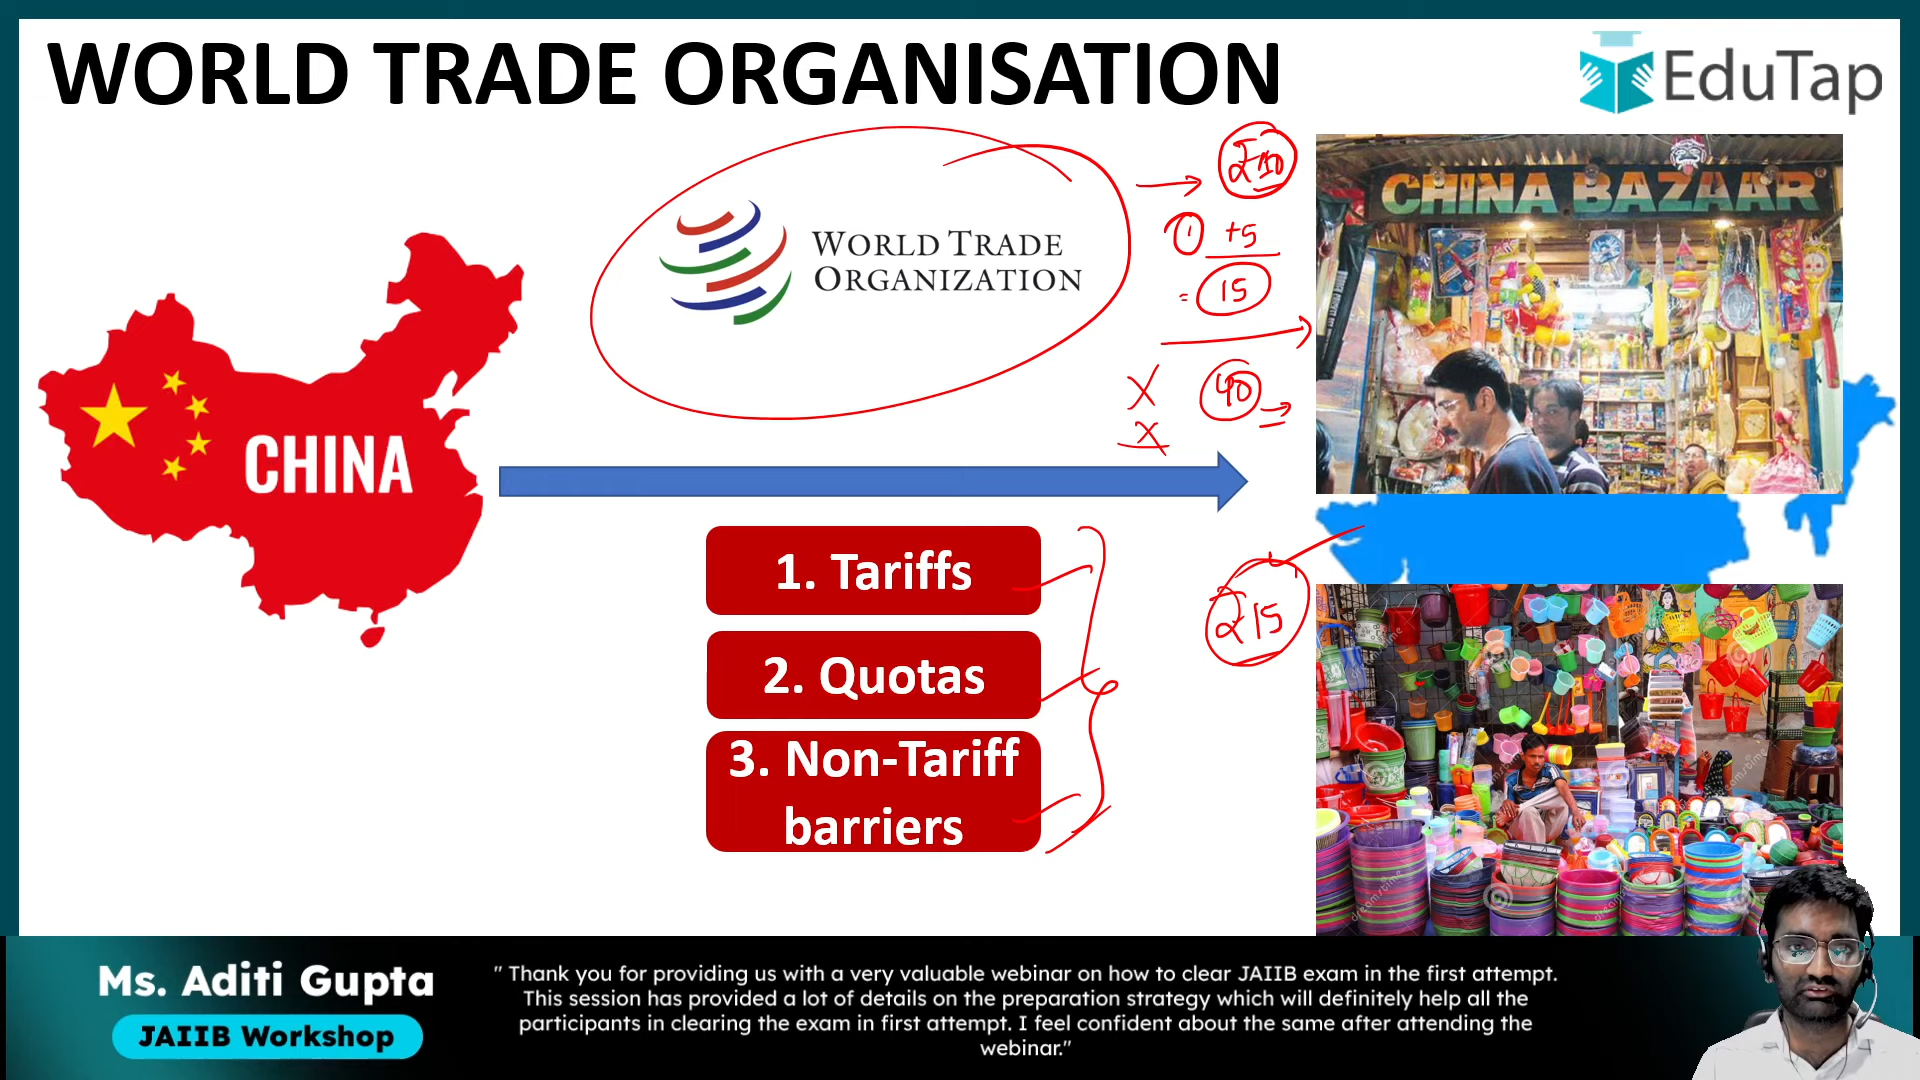 WORLD TRADE ORGANISATION
EduTap
WORLD TRADE
ORGANIZATION
CHINA
CHINA BAZAAR
₹10
1 +5
= 15
X 40
X
₹15
1. Tariffs
2. Quotas
3. Non-Tariff
barriers
dreamstime
dreamstime
Ms. Aditi Gupta
JAIIB Workshop
" Thank you for providing us with a very valuable webinar on how to clear JAIIB exam in the first attempt.
This session has provided a lot of details on the preparation strategy which will definitely help all the
participants in clearing the exam in first attempt. I feel confident about the same after attending the
webinar."